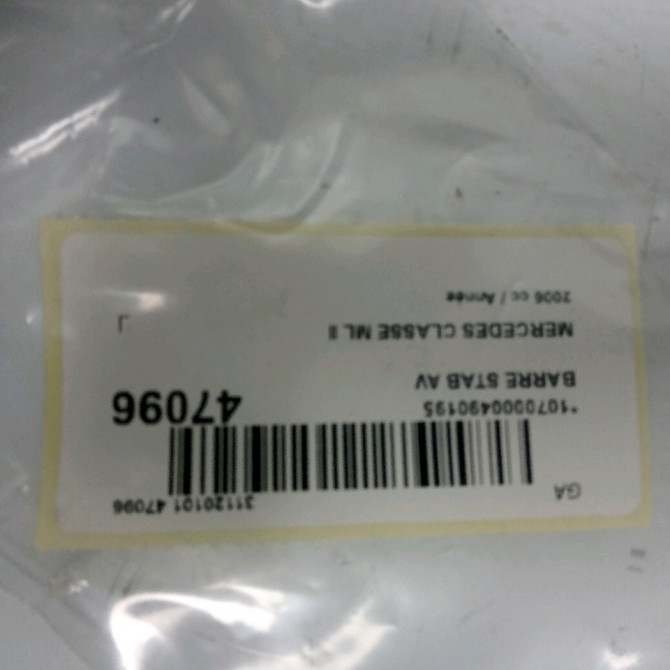 31120101 47096
GA
*1070000490195
47096
BARRE STAB AV
MERCEDES CLASSE ML II
2006 cc / Année
L